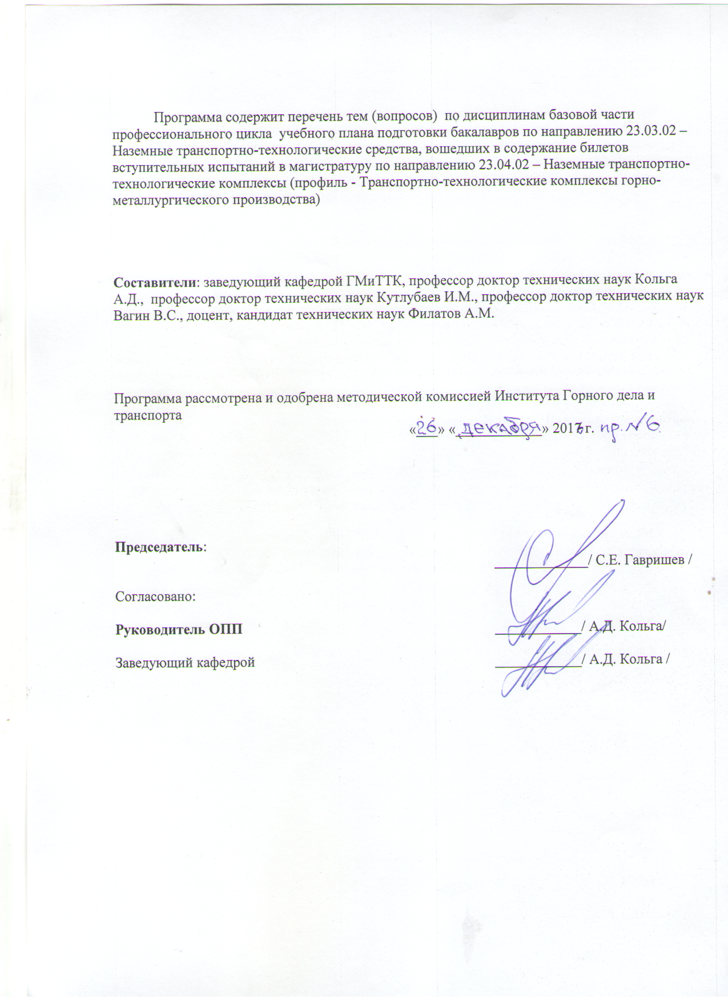 Программа содержит перечень тем (вопросов) по дисциплинам базовой части
профессионального цикла учебного плана подготовки бакалавров по направлению 23.03.02 –
Наземные транспортно-технологические средства, вошедших в содержание билетов
вступительных испытаний в магистратуру по направлению 23.04.02 – Наземные транспортно-
технологические комплексы (профиль - Транспортно-технологические комплексы горно-
металлургического производства)
Составители: заведующий кафедрой ГМиТТК, профессор доктор технических наук Кольга
А.Д., профессор доктор технических наук Кутлубаев И.М., профессор доктор технических наук
Вагин В.С., доцент, кандидат технических наук Филатов А.М.
Программа рассмотрена и одобрена методической комиссией Института Горного дела и
транспорта
«26» «декабря» 2016 г. пр. №6
Председатель:
/ С.Е. Гавришев /
Согласовано:
Руководитель ОПП / А.Д. Кольга/
Заведующий кафедрой / А.Д. Кольга /